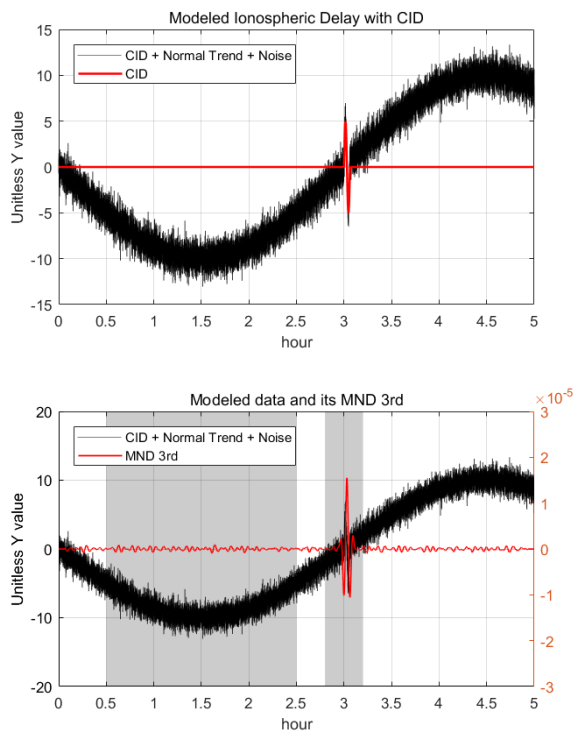 Modeled Ionospheric Delay with CID
15
10
5
0
-5
-10
-15
Unitless Y value
CID + Normal Trend + Noise
CID
0 0.5 1 1.5 2 2.5 3 3.5 4 4.5 5
hour
Modeled data and its MND 3rd
×10^-5
20
10
0
-10
-20
Unitless Y value
CID + Normal Trend + Noise
MND 3rd
3
2
1
0
-1
-2
-3
0 0.5 1 1.5 2 2.5 3 3.5 4 4.5 5
hour